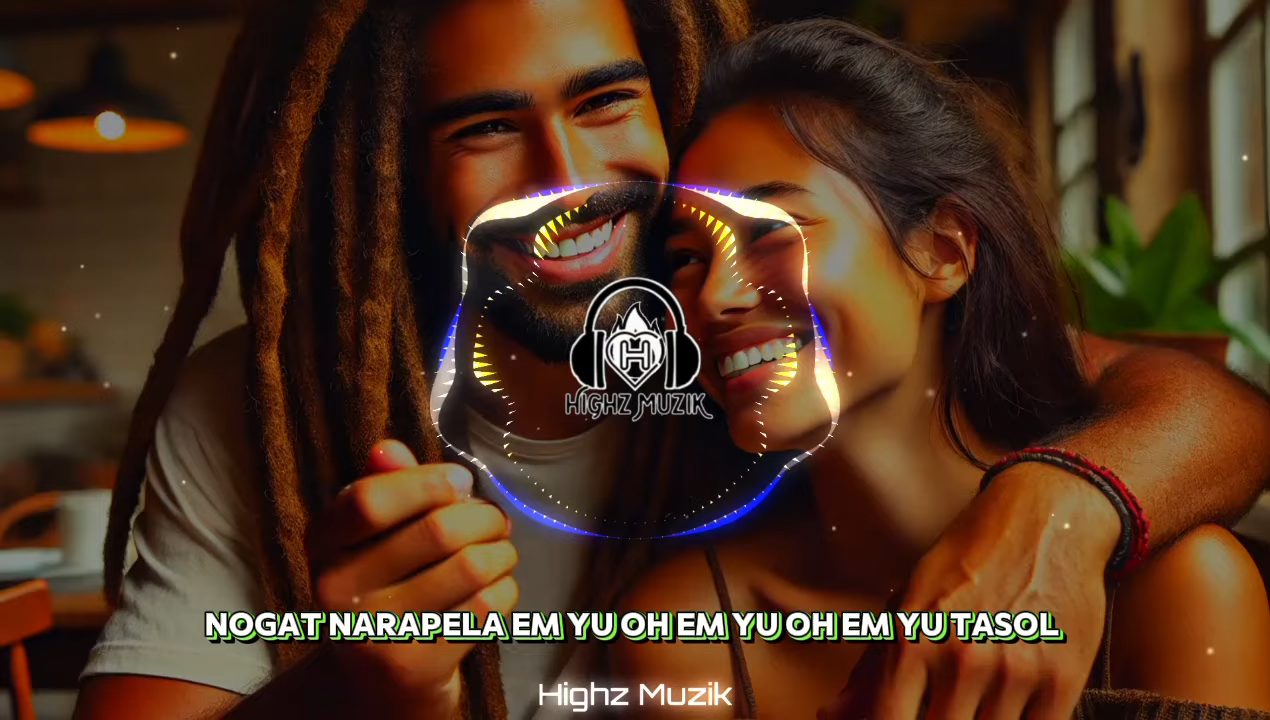 H
HIGHZ MUZIK
NOGAT NARAPELA EM YU OH EM YU OH EM YU TASOL
Highz Muzik